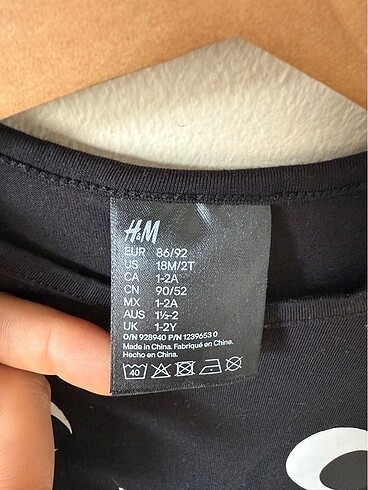 H&M
EUR 86/92
US 18M/2T
CA 1-2A
CN 90/52
MX 1-2A
AUS 1½-2
UK 1-2Y
O/N 928940 P/N 1239653 0
Made in China. Fabriqué en Chine.
Hecho en China.
40